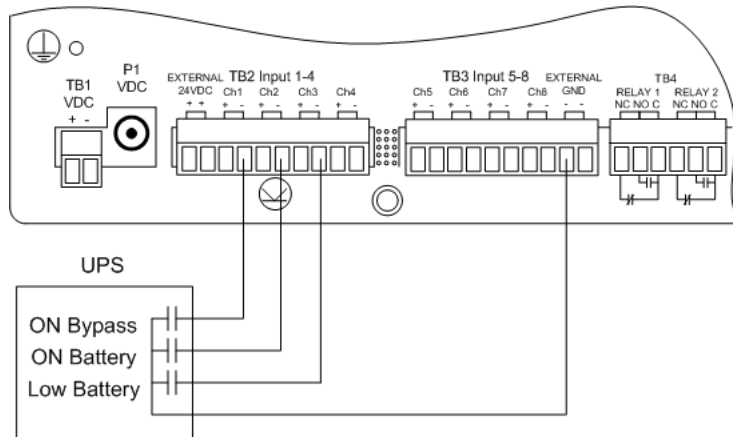 TB1
VDC
+ -
P1
VDC
EXTERNAL
24VDC
+ +
TB2 Input 1-4
Ch1 Ch2 Ch3 Ch4
+ - + - + - + -
TB3 Input 5-8
Ch5 Ch6 Ch7 Ch8
+ - + - + - + -
EXTERNAL
GND
- -
TB4
RELAY 1 RELAY 2
NC NO C NC NO C
UPS
ON Bypass
ON Battery
Low Battery